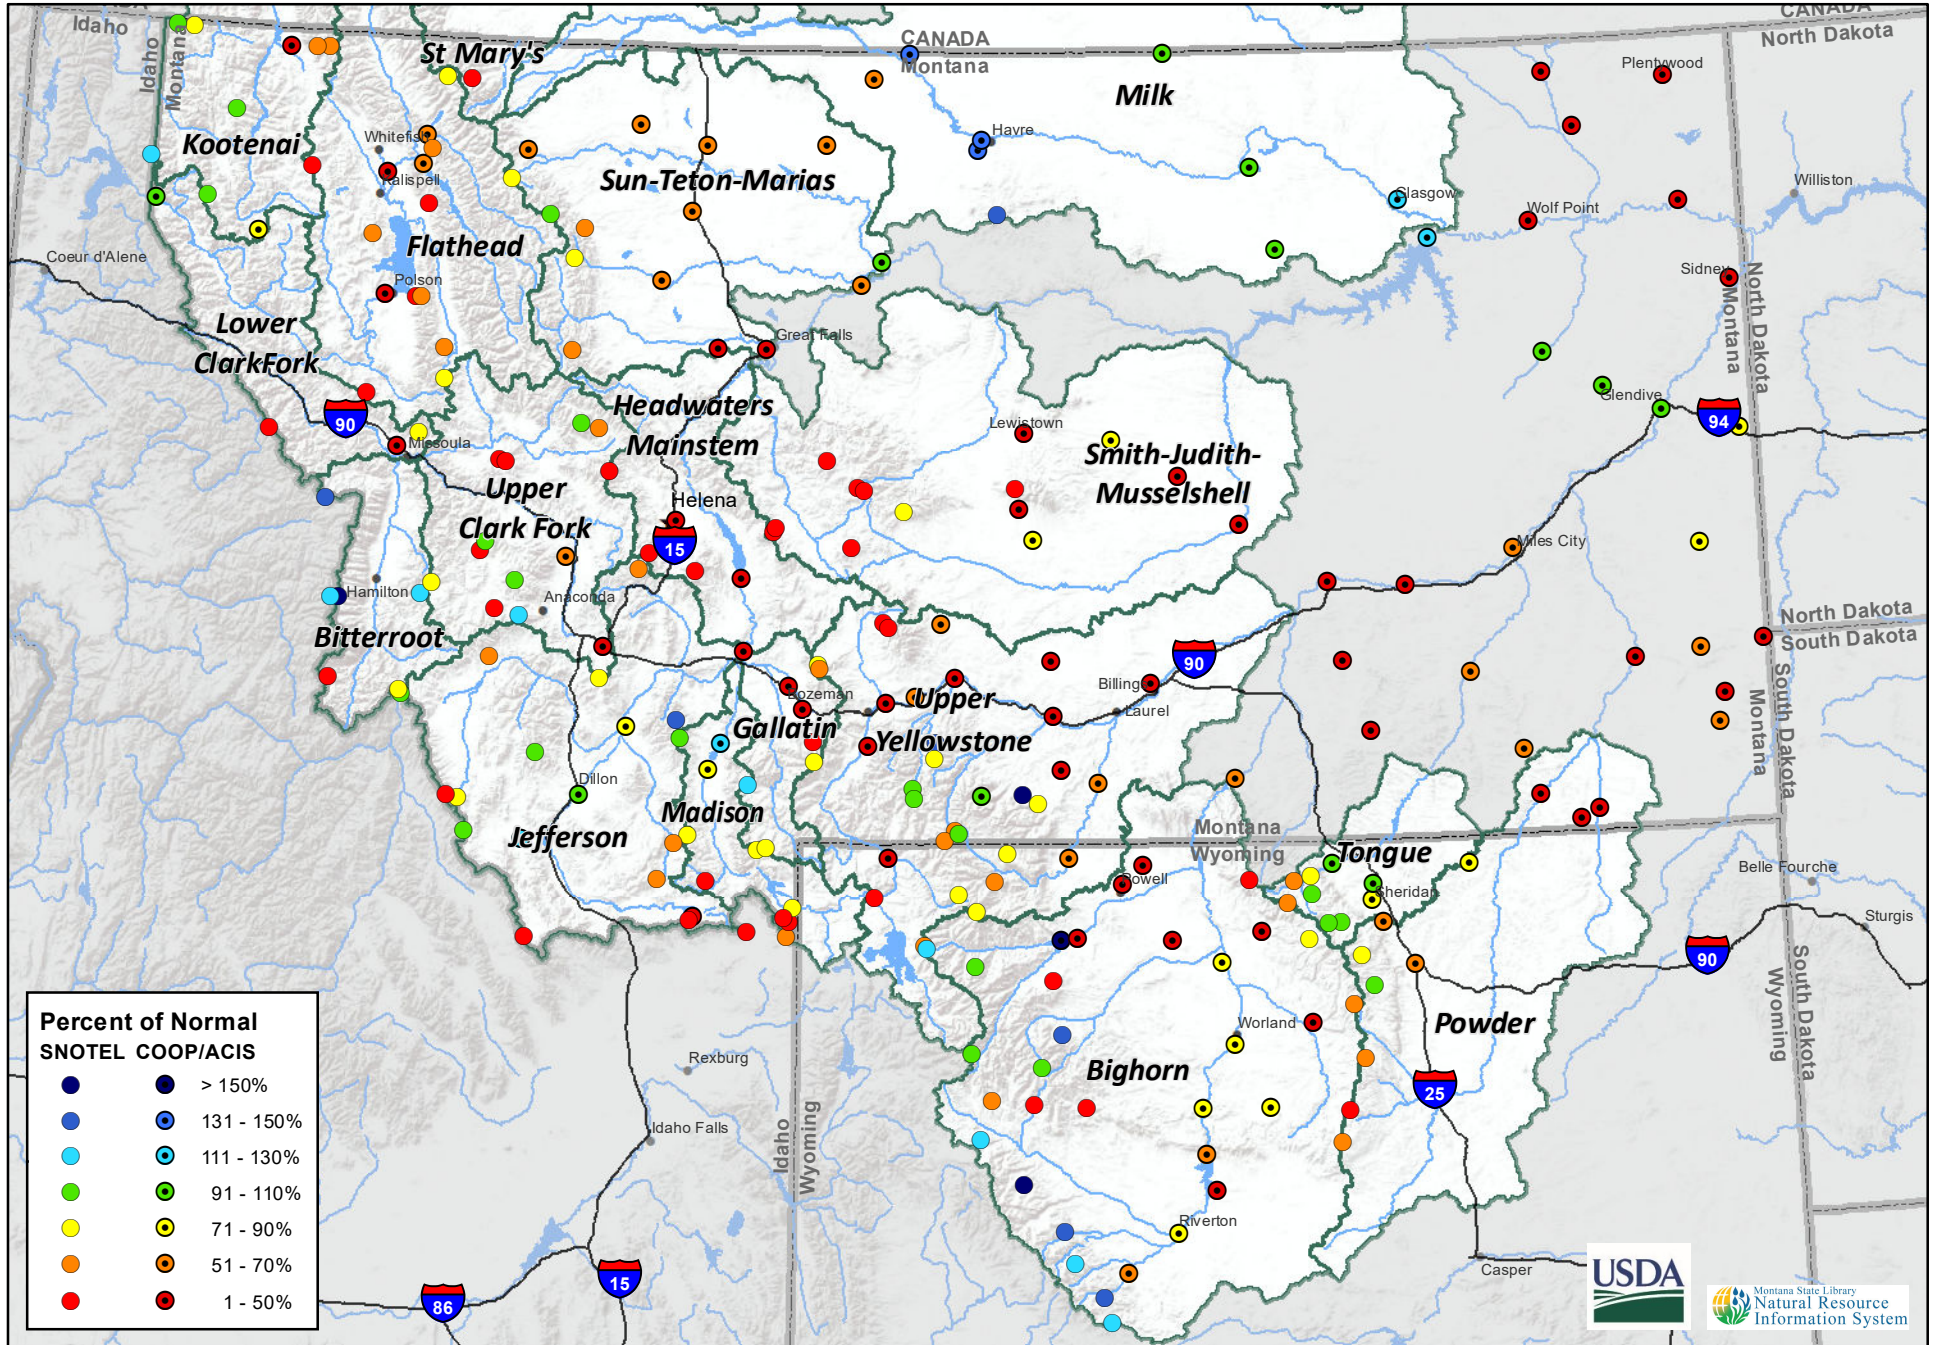 CANADA
Idaho
Idaho
Montana
CANADA
Montana
CANADA
North Dakota
St Mary's
Milk
Plentywood
Kootenai
Whitefish
Havre
Kalispell
Sun-Teton-Marias
Glasgow
Wolf Point
Williston
Coeur d'Alene
Flathead
Polson
Sidney
North Dakota
Montana
Lower
ClarkFork
Great Falls
Headwaters
Mainstem
Lewistown
Glendive
90
94
Missoula
Smith-Judith-
Musselshell
Upper
Clark Fork
Helena
15
Miles City
Hamilton
Anaconda
Bitterroot
North Dakota
South Dakota
90
Billings
Laurel
Bozeman
Upper
Yellowstone
Gallatin
South Dakota
Montana
Dillon
Madison
Jefferson
Montana
Wyoming
Tongue
Powell
Sheridan
Belle Fourche
Sturgis
90
South Dakota
Wyoming
Worland
Powder
Bighorn
25
Rexburg
Idaho Falls
Idaho
Wyoming
Riverton
Casper
15
86
Percent of Normal
SNOTEL COOP/ACIS
> 150%
131 - 150%
111 - 130%
91 - 110%
71 - 90%
51 - 70%
1 - 50%
USDA
Montana State Library
Natural Resource
Information System